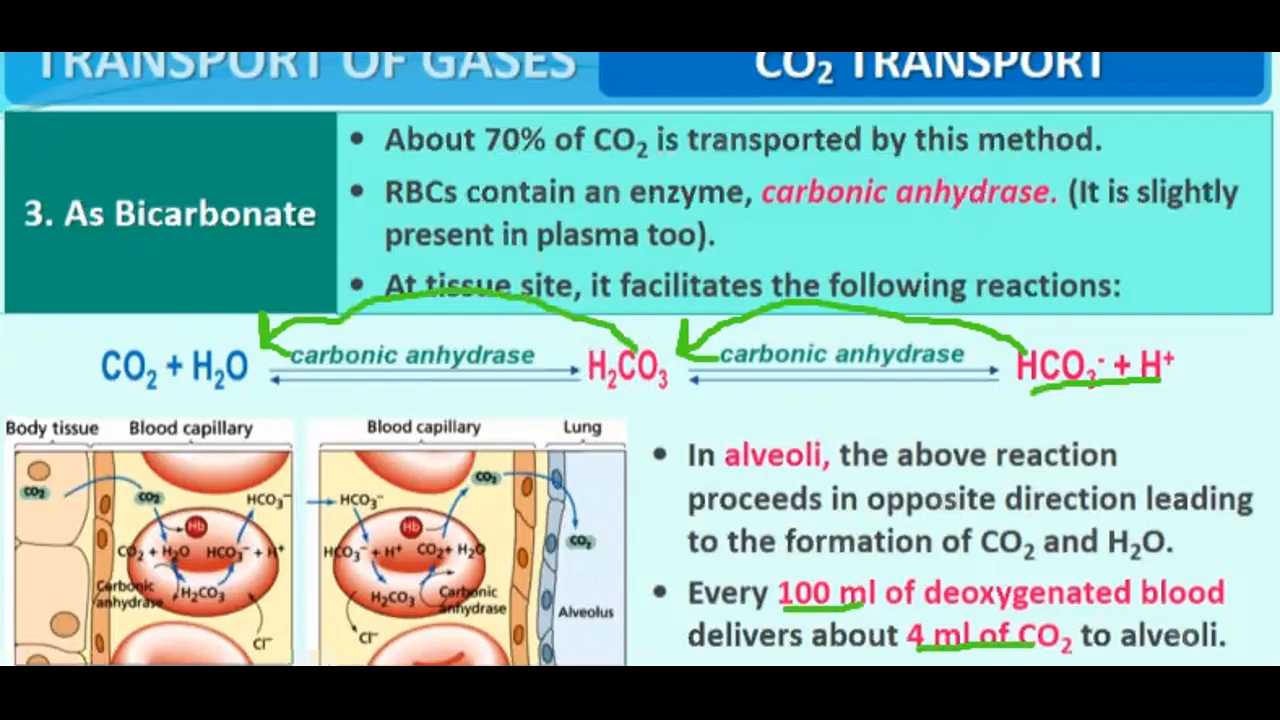 TRANSPORT OF GASES
CO₂ TRANSPORT
3. As Bicarbonate
• About 70% of CO₂ is transported by this method.
• RBCs contain an enzyme, carbonic anhydrase. (It is slightly
present in plasma too).
• At tissue site, it facilitates the following reactions:
CO₂ + H₂O carbonic anhydrase H₂CO₃ carbonic anhydrase HCO₃⁻ + H⁺
Body tissue Blood capillary
CO₂
CO₂
HCO₃⁻
Hb
CO₂ + H₂O HCO₃⁻ + H⁺
Carbonic
anhydrase
H₂CO₃
Cl⁻
Blood capillary Lung
CO₂
HCO₃⁻
Hb
CO₂
HCO₃⁻ + H⁺ CO₂+ H₂O
H₂CO₃
Carbonic
anhydrase
Alveolus
Cl⁻
• In alveoli, the above reaction
proceeds in opposite direction leading
to the formation of CO₂ and H₂O.
• Every 100 ml of deoxygenated blood
delivers about 4 ml of CO₂ to alveoli.